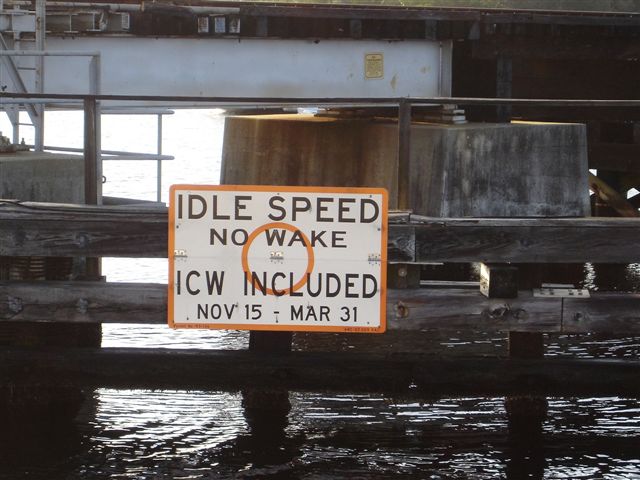 IDLE SPEED
NO WAKE
ICW INCLUDED
NOV 15 - MAR 31